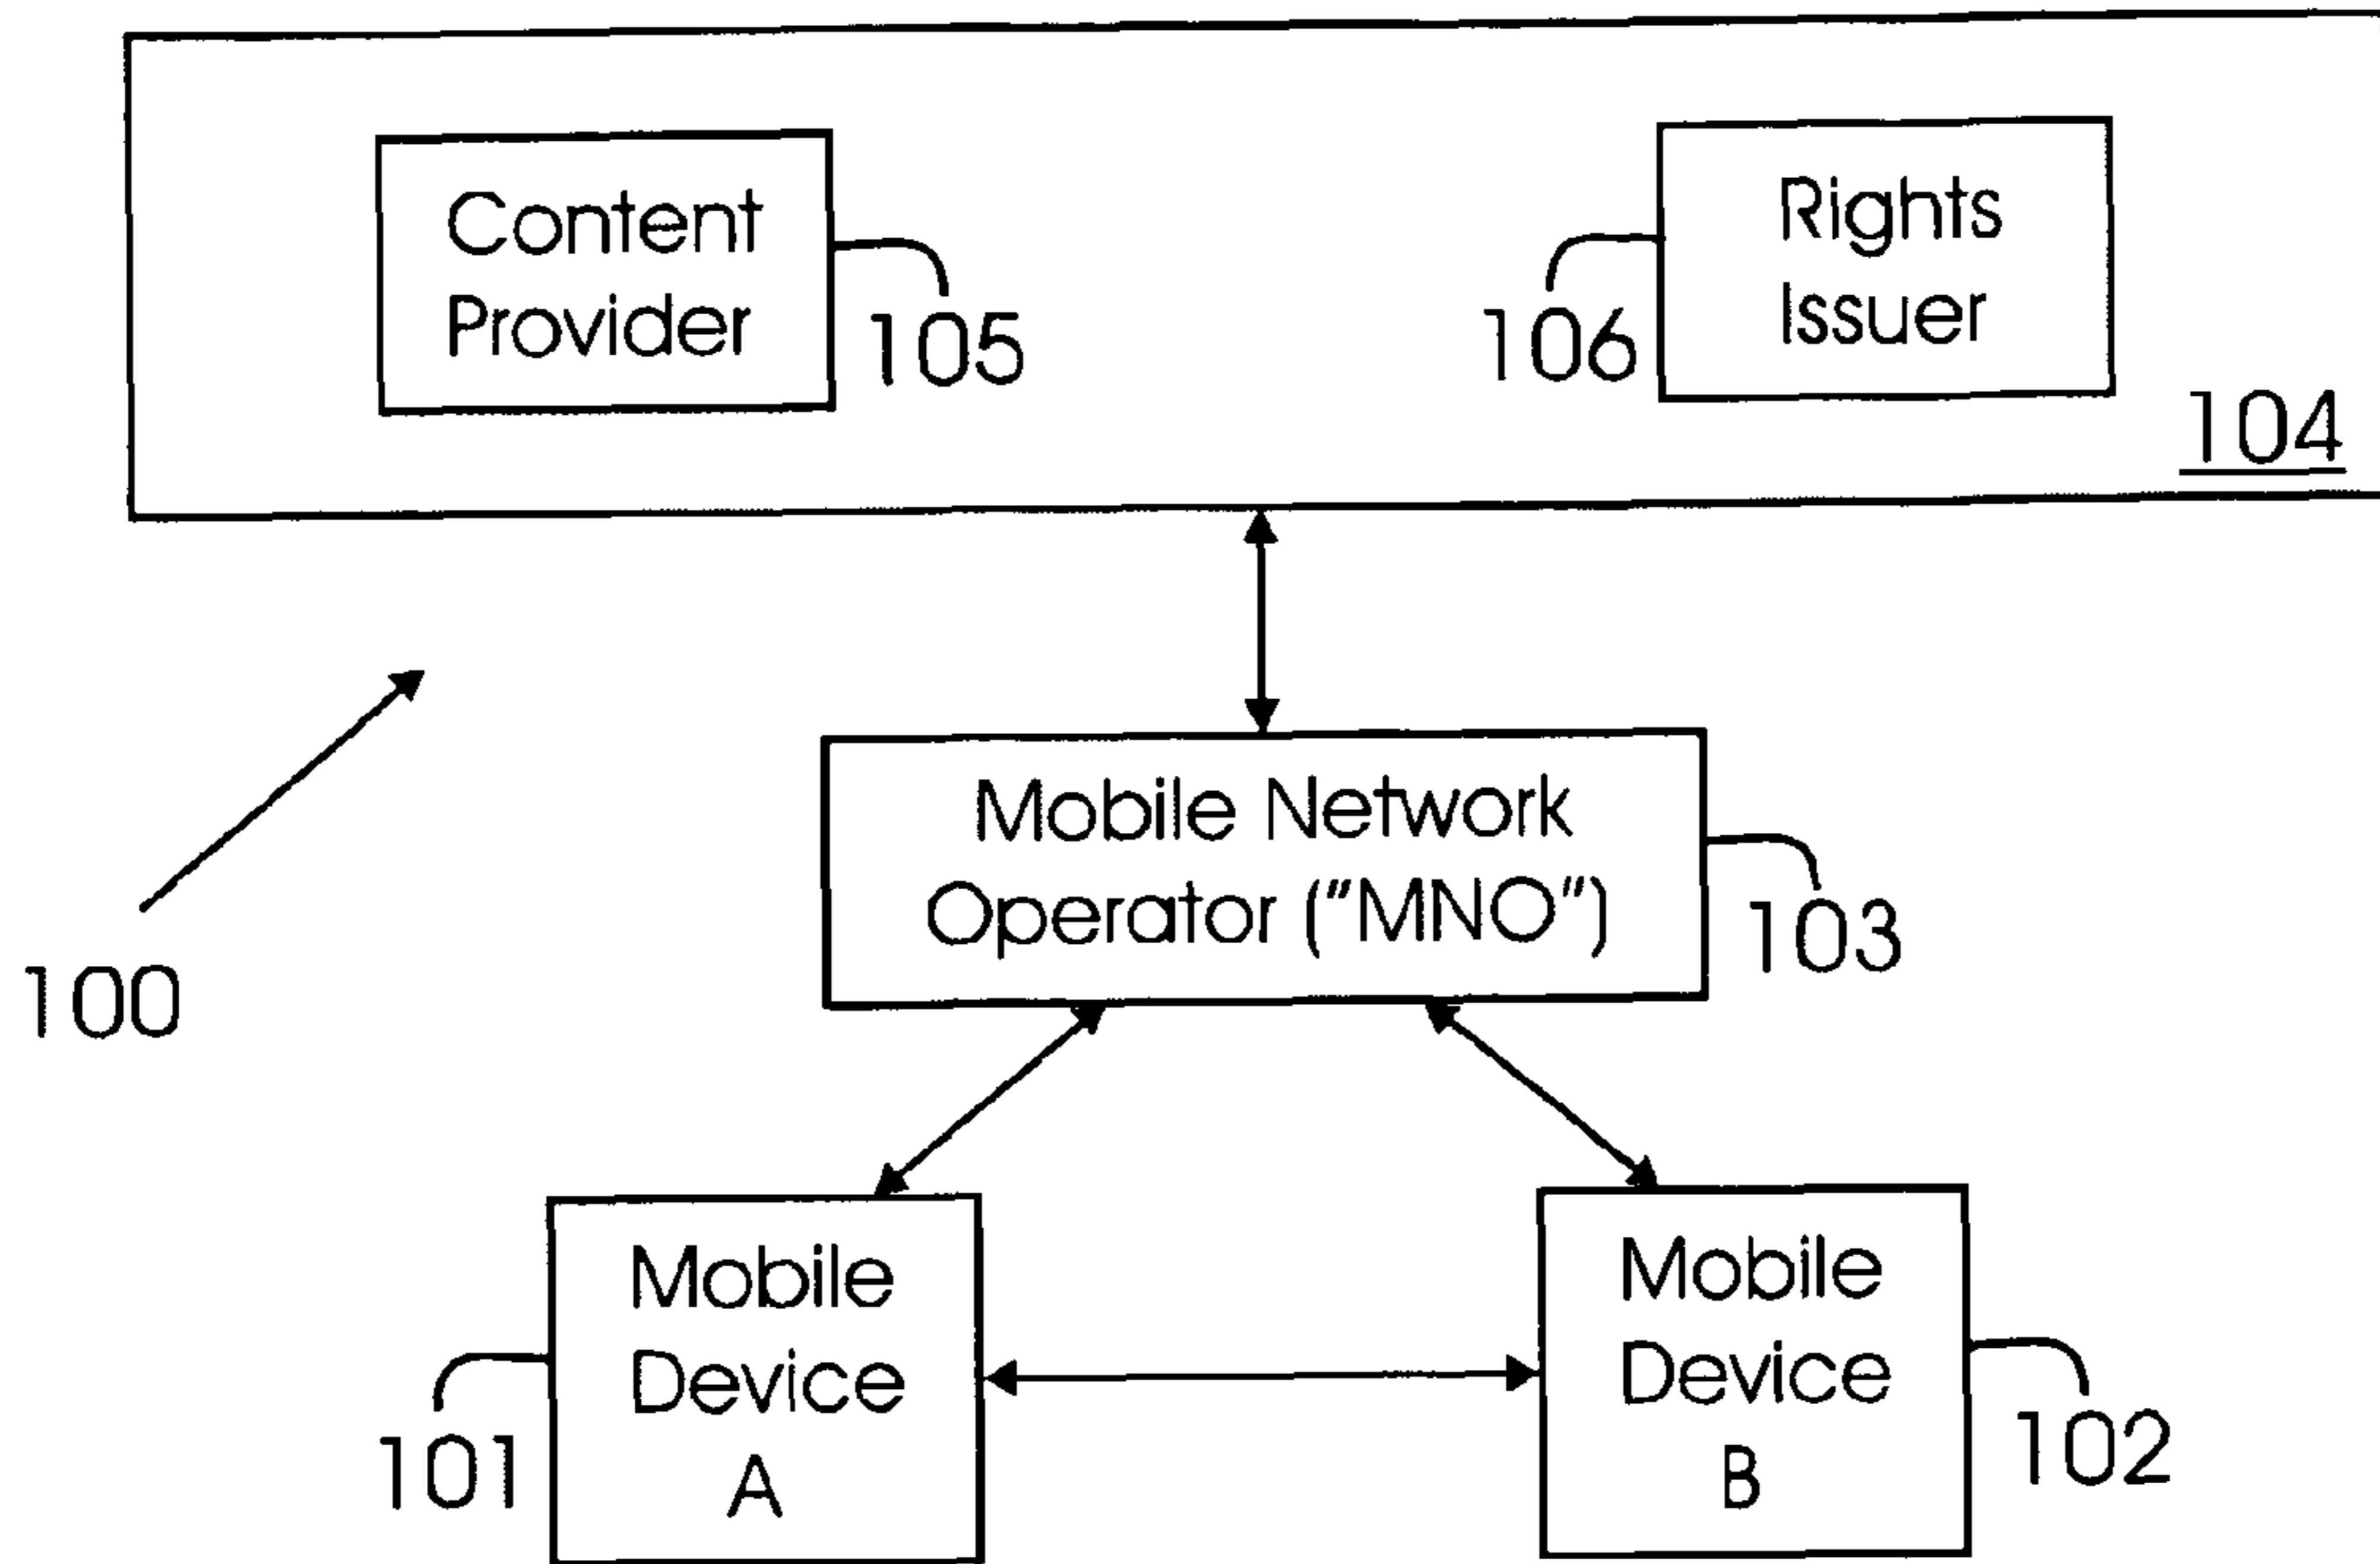 Content
Provider
105
Rights
Issuer
106
104
Mobile Network
Operator ("MNO")
103
100
Mobile
Device
A
101
Mobile
Device
B
102